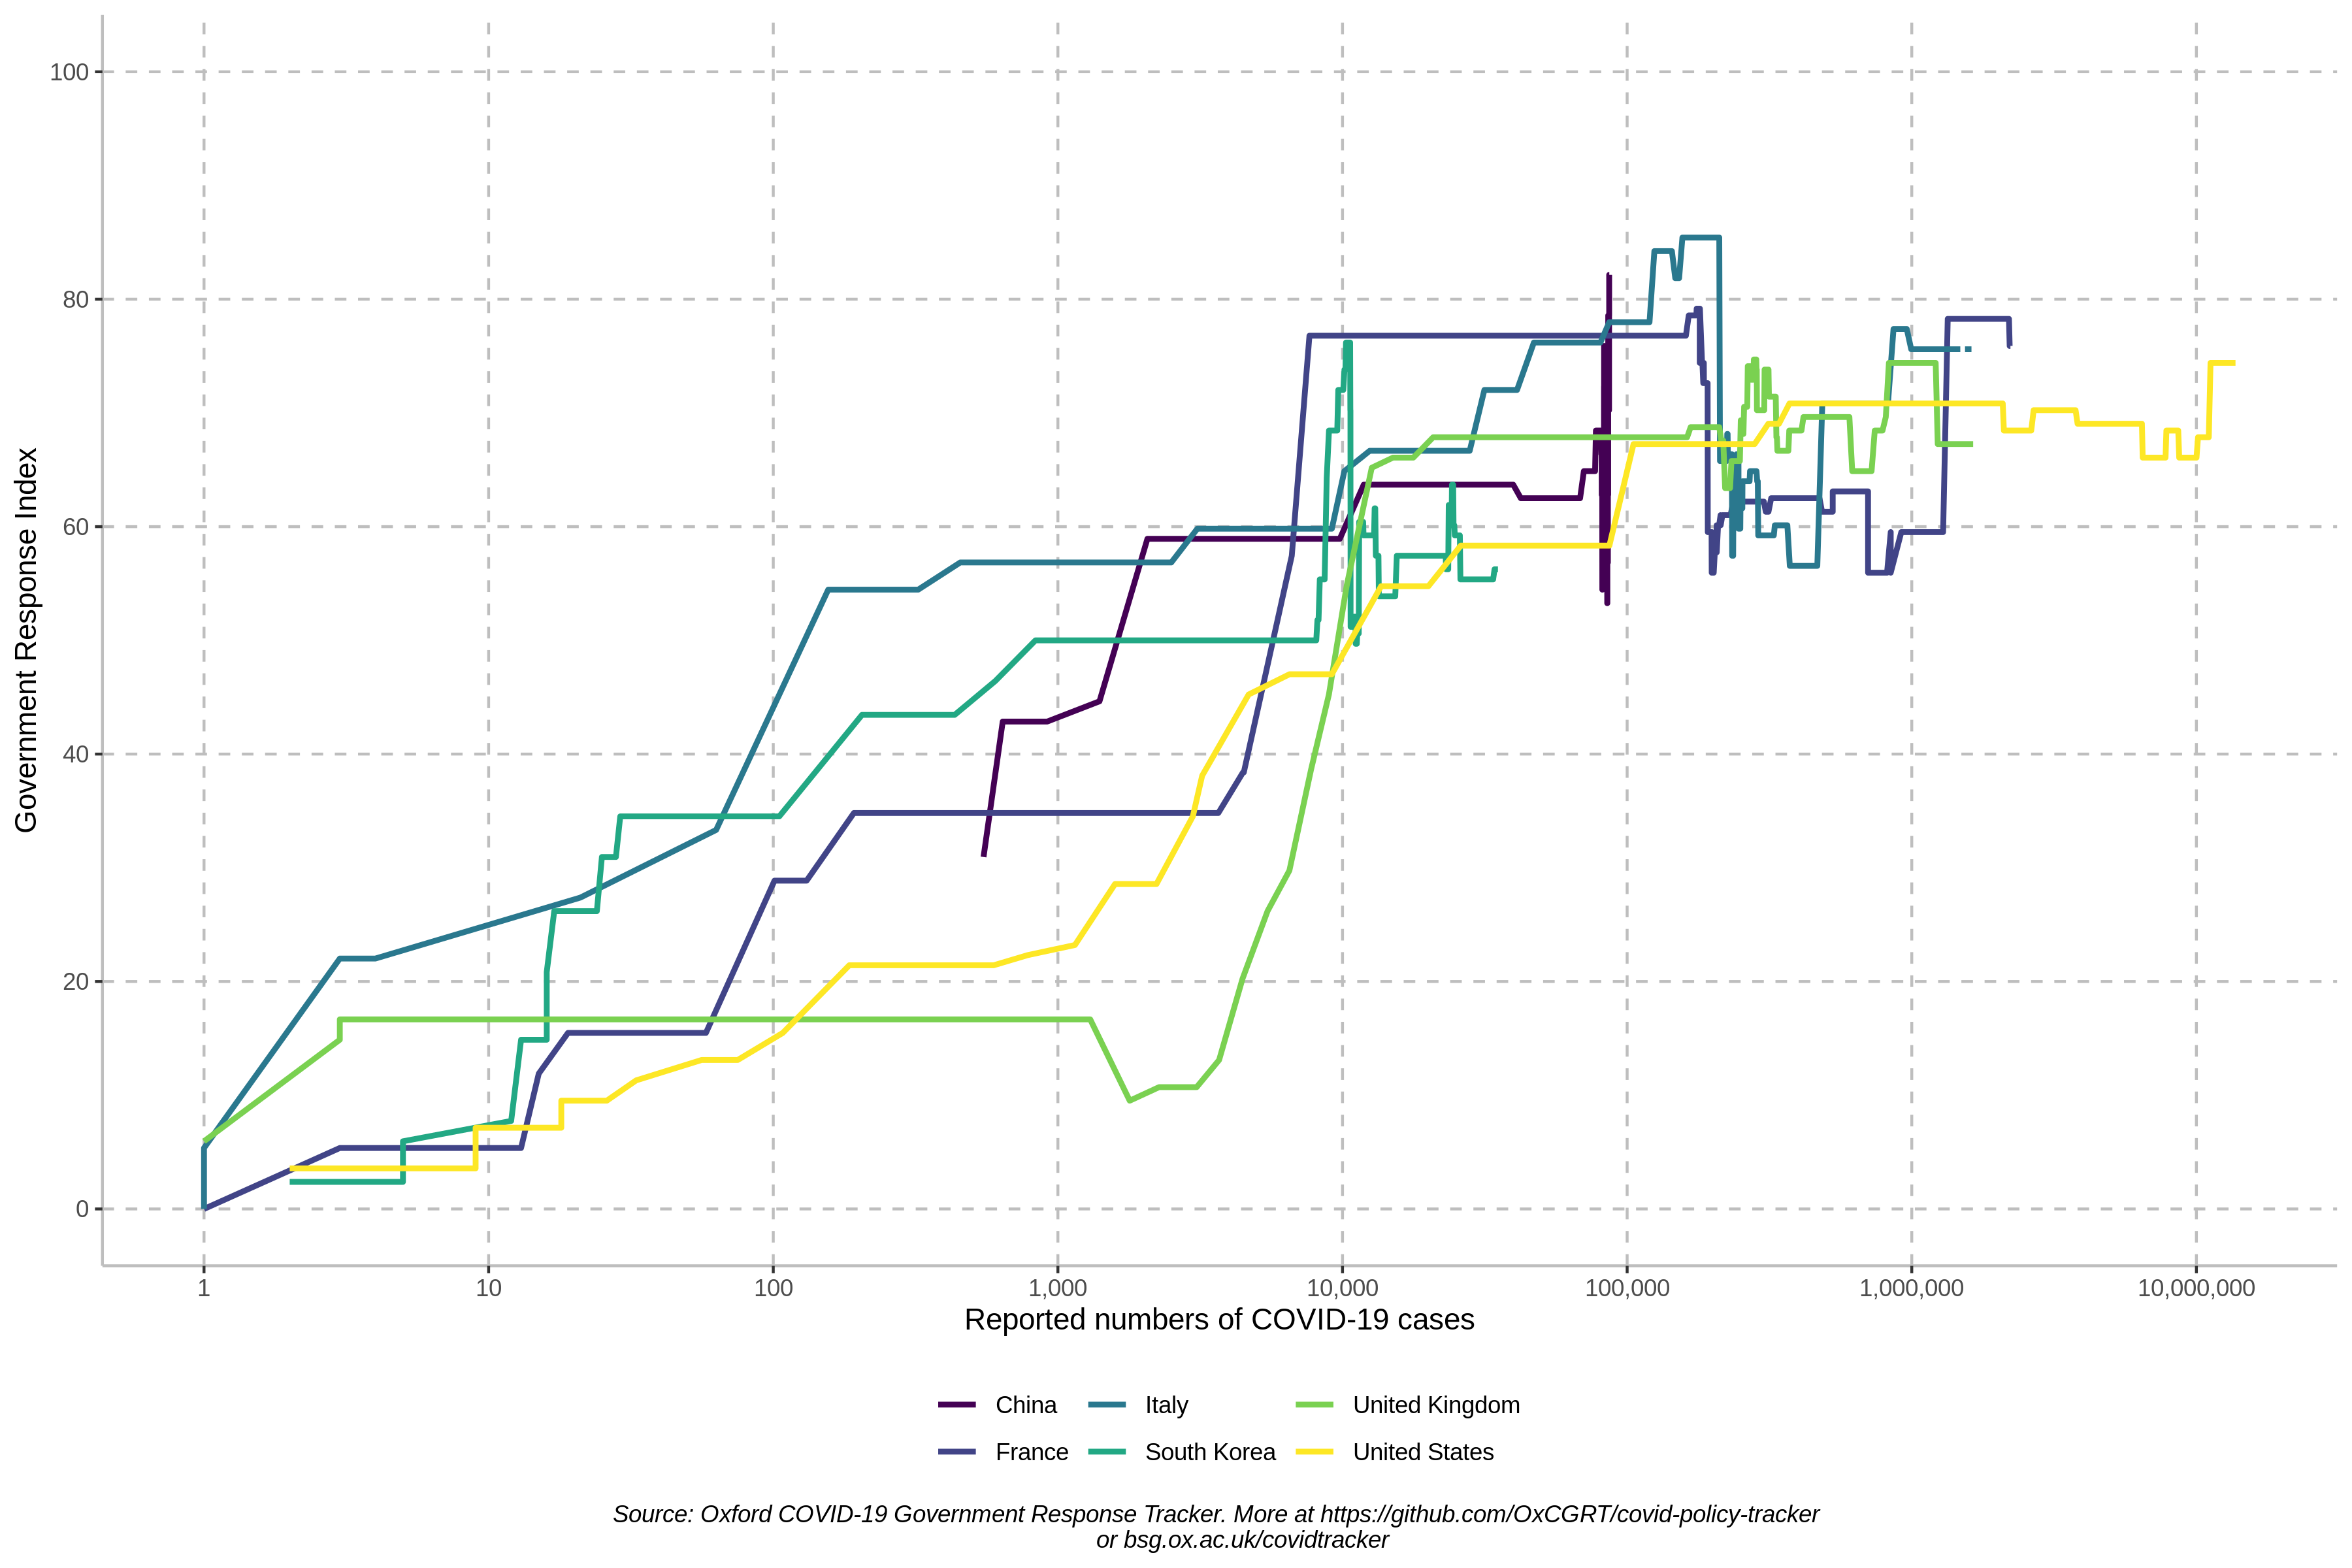 100
80
60
40
20
0
Government Response Index
1
10
100
1,000
10,000
100,000
1,000,000
10,000,000
Reported numbers of COVID-19 cases
China
Italy
United Kingdom
France
South Korea
United States
Source: Oxford COVID-19 Government Response Tracker. More at https://github.com/OxCGRT/covid-policy-tracker
or bsg.ox.ac.uk/covidtracker